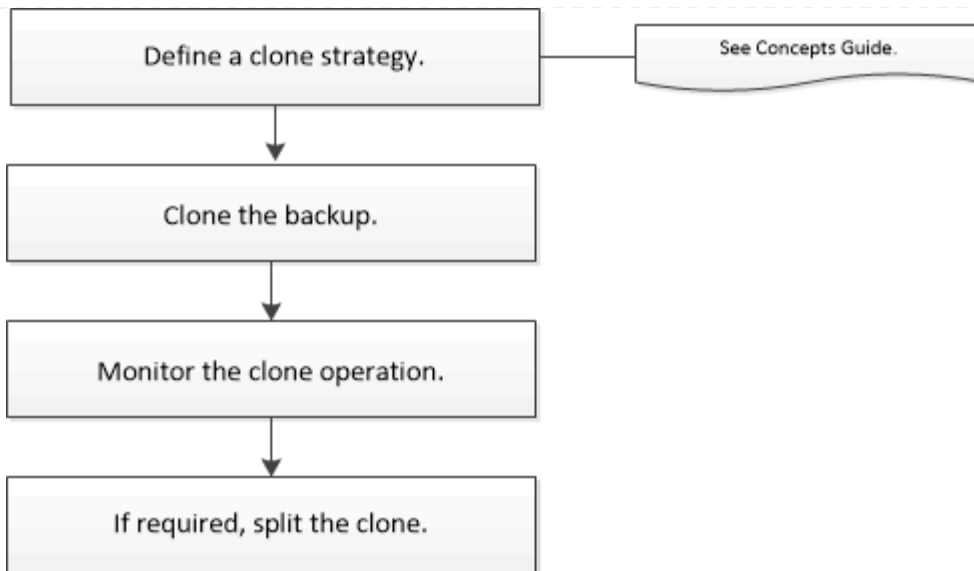 Define a clone strategy.
See Concepts Guide.
Clone the backup.
Monitor the clone operation.
If required, split the clone.